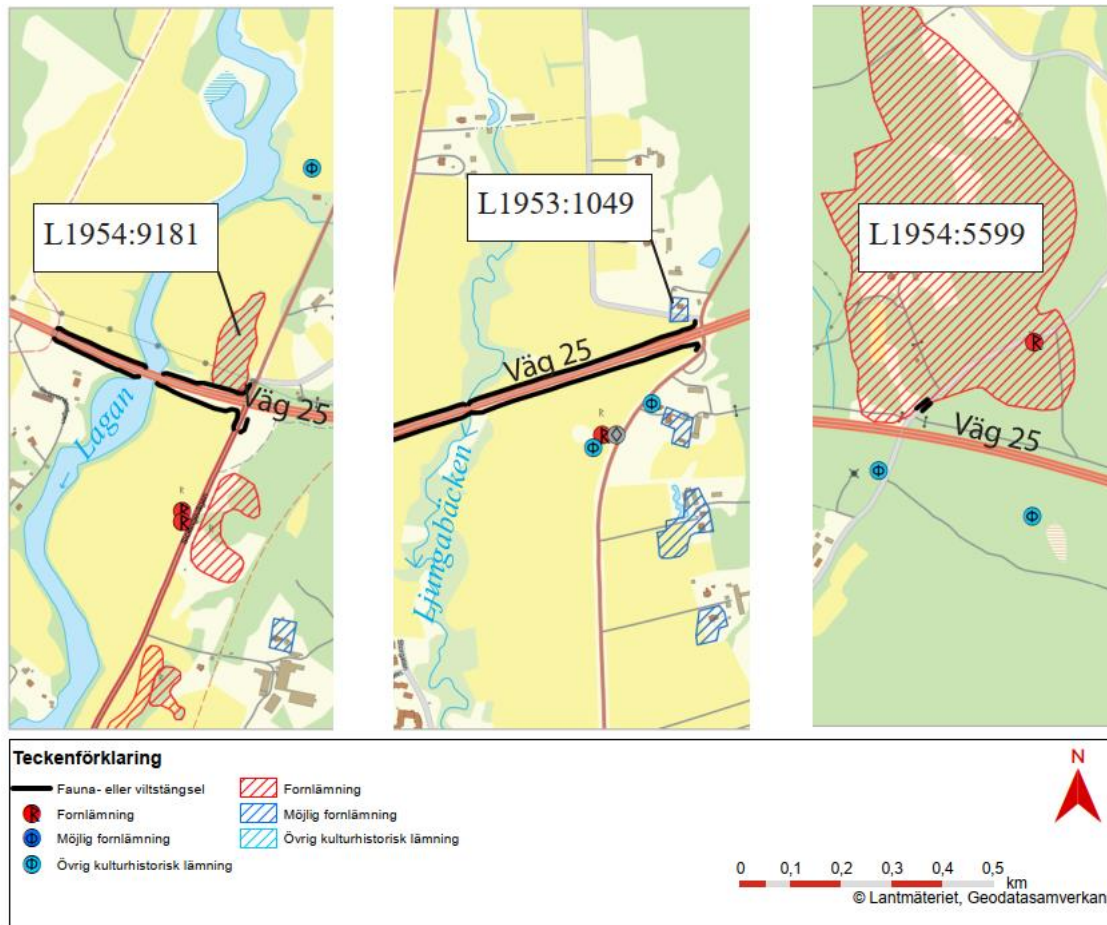 L1954:9181
Väg 25
Lagan
L1953:1049
Väg 25
Ljungabäcken
L1954:5599
Väg 25
R
R
R
R
R
Teckenförklaring
Fauna- eller viltstängsel
Fornlämning
Möjlig fornlämning
Övrig kulturhistorisk lämning
Fornlämning
Möjlig fornlämning
Övrig kulturhistorisk lämning
N
0 0,1 0,2 0,3 0,4 0,5
km
© Lantmäteriet, Geodatasamverkan